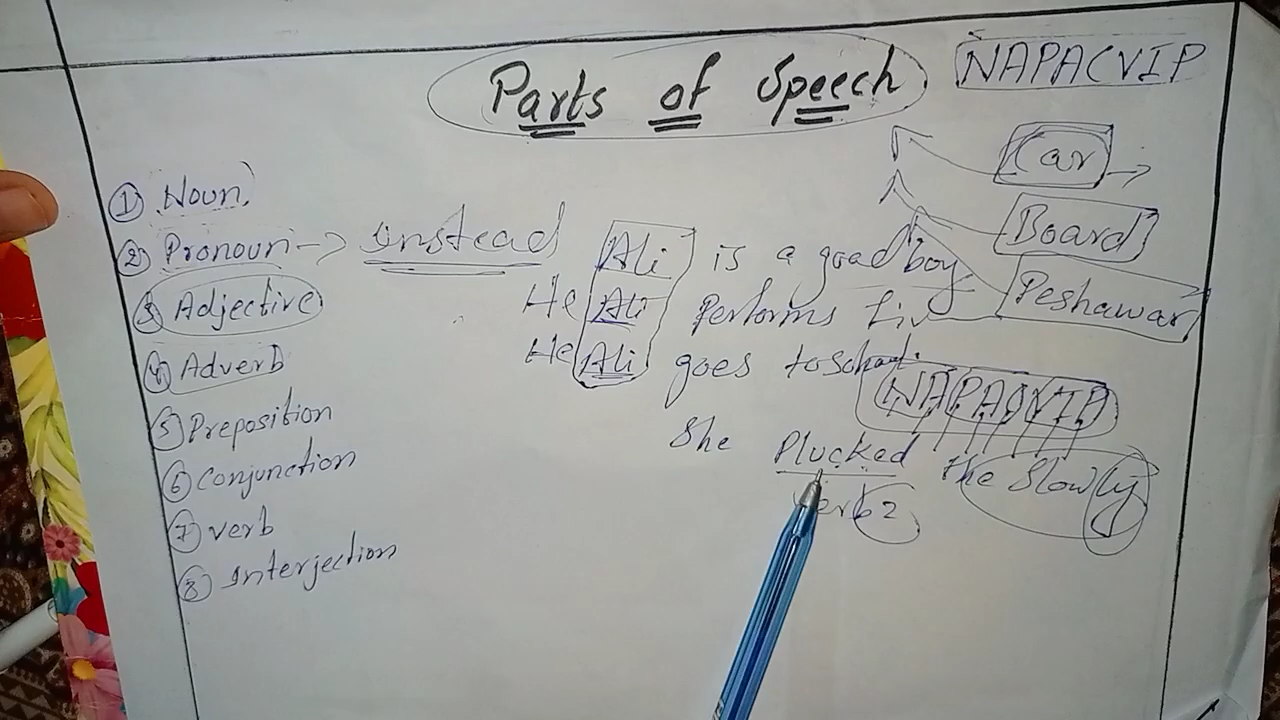 Parts of Speech
NAPACVIP
Car
Board
Peshawar
① Noun
② Pronoun → instead
③ Adjective
④ Adverb
⑤ Preposition
⑥ Conjunction
⑦ verb
⑧ Interjection
Ali is a good boy.
He Ali Performs
He Ali goes to school.
NAPACVIP
She Plucked the Slowly
verb 2